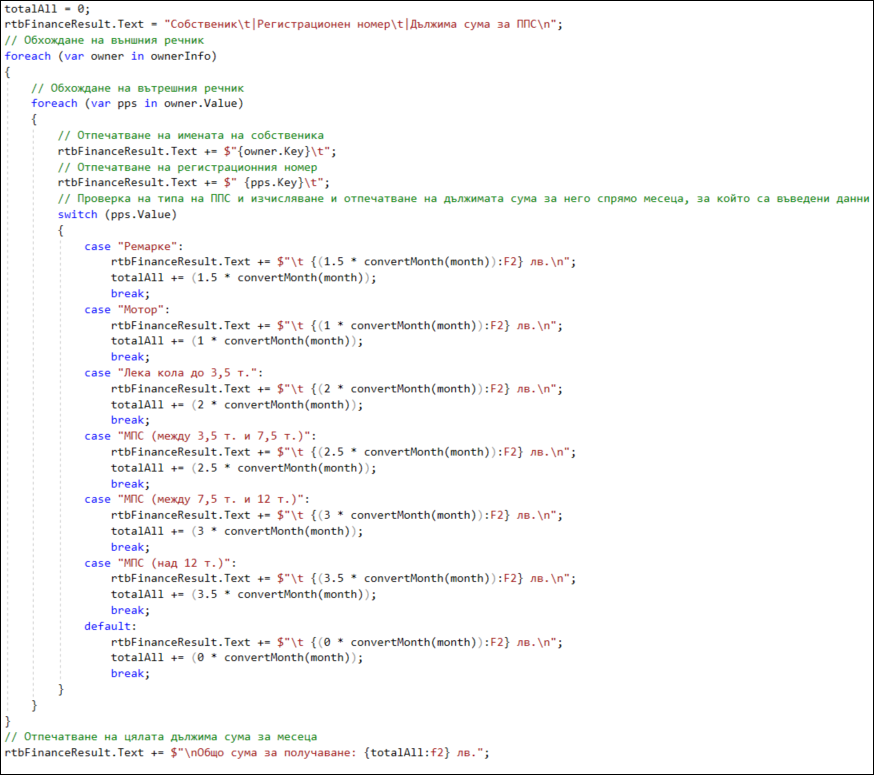 totalAll = 0;
rtbFinanceResult.Text = "Собственик\t|Регистрационен номер\t|Дължима сума за ППС\n";
// Обхождане на външния речник
foreach (var owner in ownerInfo)
{
// Обхождане на вътрешния речник
foreach (var pps in owner.Value)
{
// Отпечатване на имената на собственика
rtbFinanceResult.Text += $"{owner.Key}\t";
// Отпечатване на регистрационния номер
rtbFinanceResult.Text += $" {pps.Key}\t";
// Проверка на типа на ППС и изчисляване и отпечатване на дължимата сума за него спрямо месеца, за който са въведени данни
switch (pps.Value)
{
case "Ремарке":
rtbFinanceResult.Text += $"\t {(1.5 * convertMonth(month)):F2} лв.\n";
totalAll += (1.5 * convertMonth(month));
break;
case "Мотор":
rtbFinanceResult.Text += $"\t {(1 * convertMonth(month)):F2} лв.\n";
totalAll += (1 * convertMonth(month));
break;
case "Лека кола до 3,5 т.":
rtbFinanceResult.Text += $"\t {(2 * convertMonth(month)):F2} лв.\n";
totalAll += (2 * convertMonth(month));
break;
case "МПС (между 3,5 т. и 7,5 т.)":
rtbFinanceResult.Text += $"\t {(2.5 * convertMonth(month)):F2} лв.\n";
totalAll += (2.5 * convertMonth(month));
break;
case "МПС (между 7,5 т. и 12 т.)":
rtbFinanceResult.Text += $"\t {(3 * convertMonth(month)):F2} лв.\n";
totalAll += (3 * convertMonth(month));
break;
case "МПС (над 12 т.)":
rtbFinanceResult.Text += $"\t {(3.5 * convertMonth(month)):F2} лв.\n";
totalAll += (3.5 * convertMonth(month));
break;
default:
rtbFinanceResult.Text += $"\t {(0 * convertMonth(month)):F2} лв.\n";
totalAll += (0 * convertMonth(month));
break;
}
}
}
// Отпечатване на цялата дължима сума за месеца
rtbFinanceResult.Text += $"\nОбщо сума за получаване: {totalAll:f2} лв.";